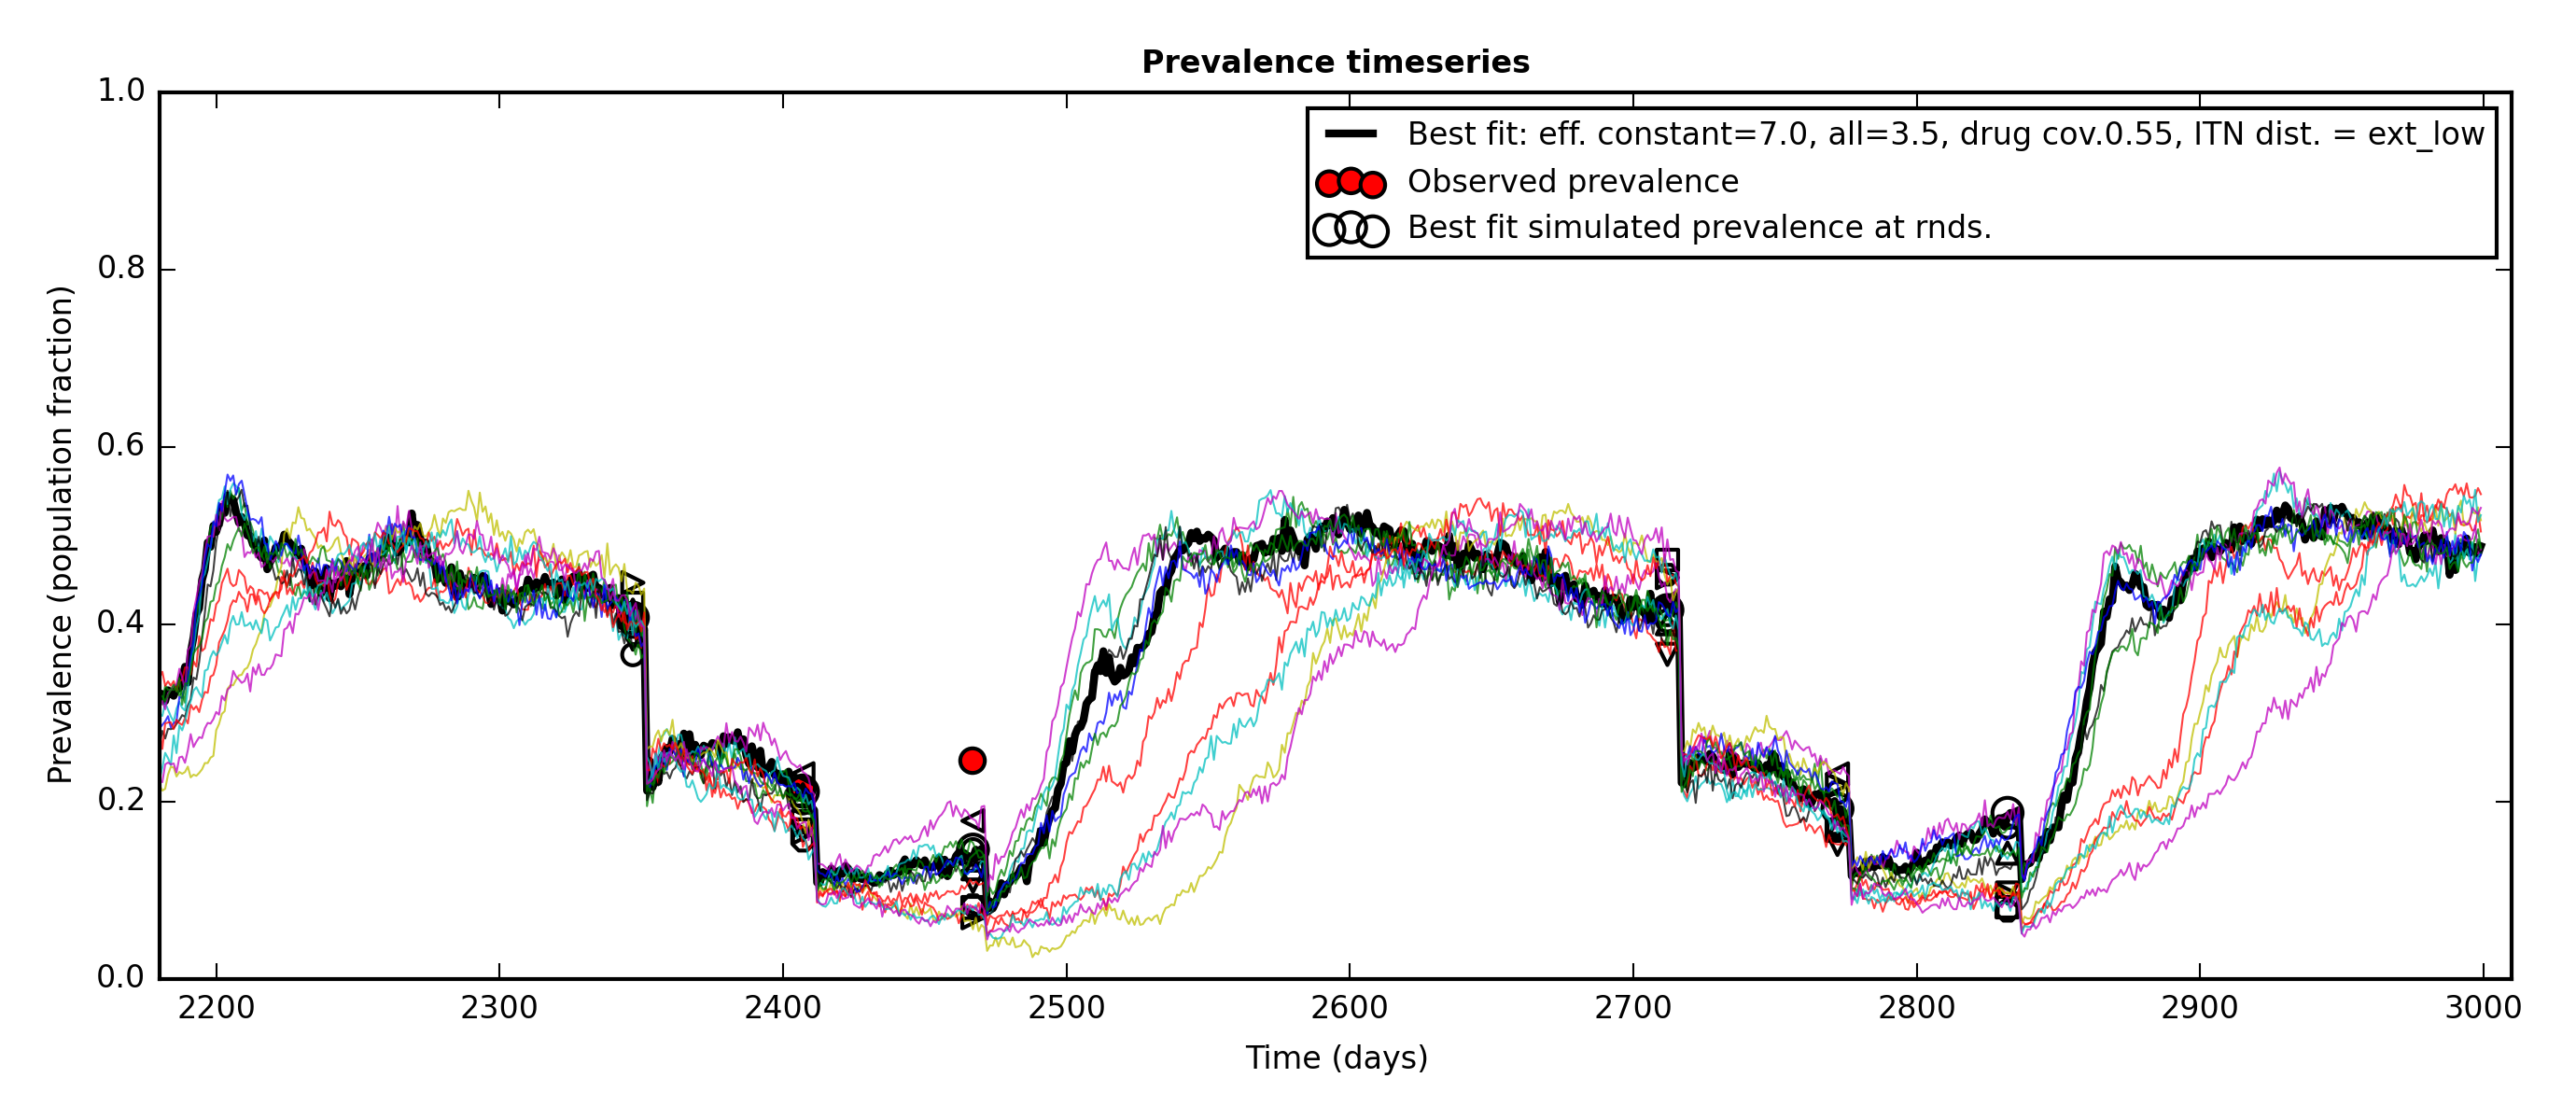 Prevalence timeseries
Best fit: eff. constant=7.0, all=3.5, drug cov.0.55, ITN dist. = ext_low
Observed prevalence
Best fit simulated prevalence at rnds.
Prevalence (population fraction)
1.0
0.8
0.6
0.4
0.2
0.0
2200 2300 2400 2500 2600 2700 2800 2900 3000
Time (days)